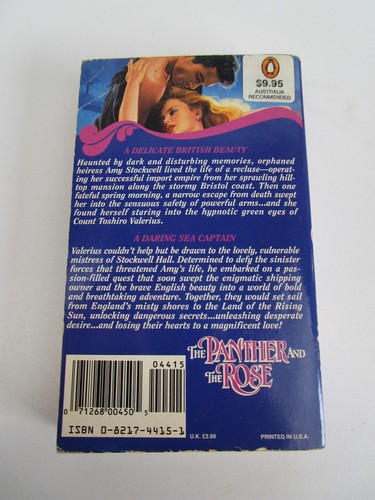 $9.95
AUSTRALIA
RECOMMENDED
A DELICATE BRITISH BEAUTY
Haunted by dark and disturbing memories, orphaned
heiress Amy Stockwell lived the life of a recluse—operat-
ing her successful import empire from her sprawling hill-
top mansion along the stormy Bristol coast. Then one
fateful spring morning, a narrow escape from death swept
her into the sensuous safety of powerful arms...and she
found herself staring into the hypnotic green eyes of
Count Toshiro Valerius.
A DARING SEA CAPTAIN
Valerius couldn't help but be drawn to the lovely, vulnerable
mistress of Stockwell Hall. Determined to defy the sinister
forces that threatened Amy's life, he embarked on a pas-
sion-filled quest that soon swept the enigmatic shipping
owner and the brave English beauty into a world of bold
and breathtaking adventure. Together, they would set sail
from England's misty shores to the Land of the Rising
Sun, unlocking dangerous secrets...unleashing desperate
desire...and losing their hearts to a magnificent love!
THE PANTHER AND
THE ROSE
04415
0 71268 00450 5
ISBN 0-8217-4415-1
U.K. £3.99
PRINTED IN U.S.A.